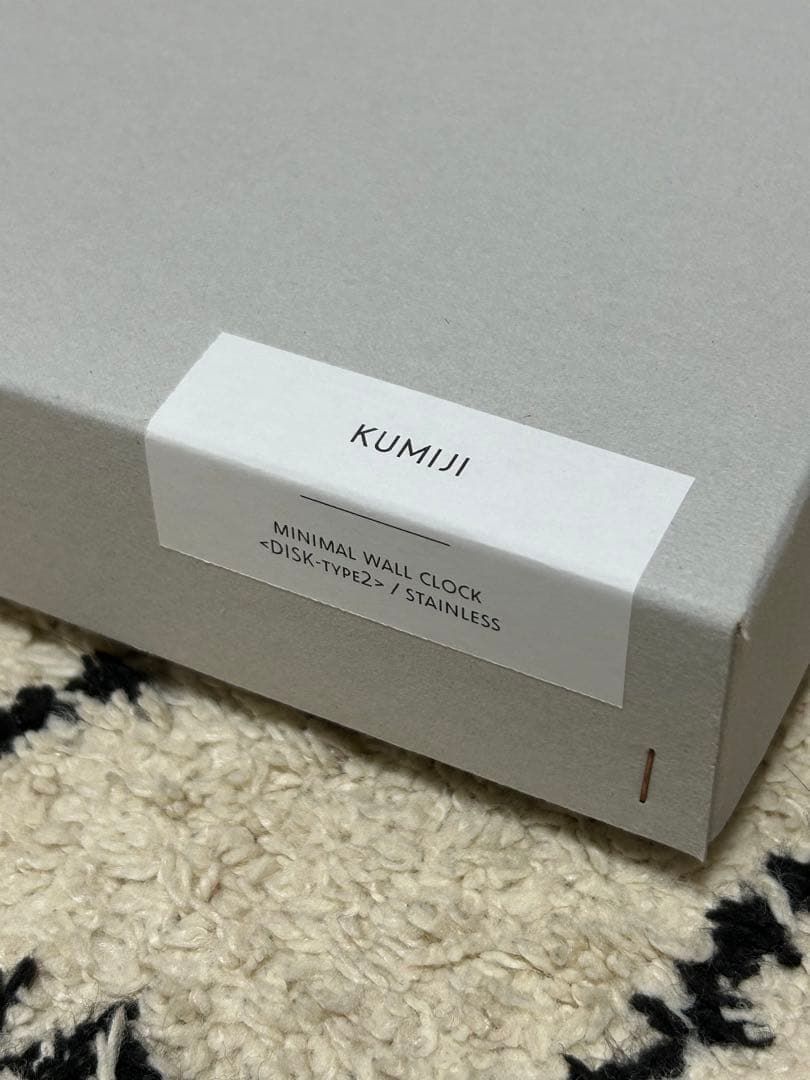 KUMIJI
MINIMAL WALL CLOCK
<DISK-TYPE2> / STAINLESS